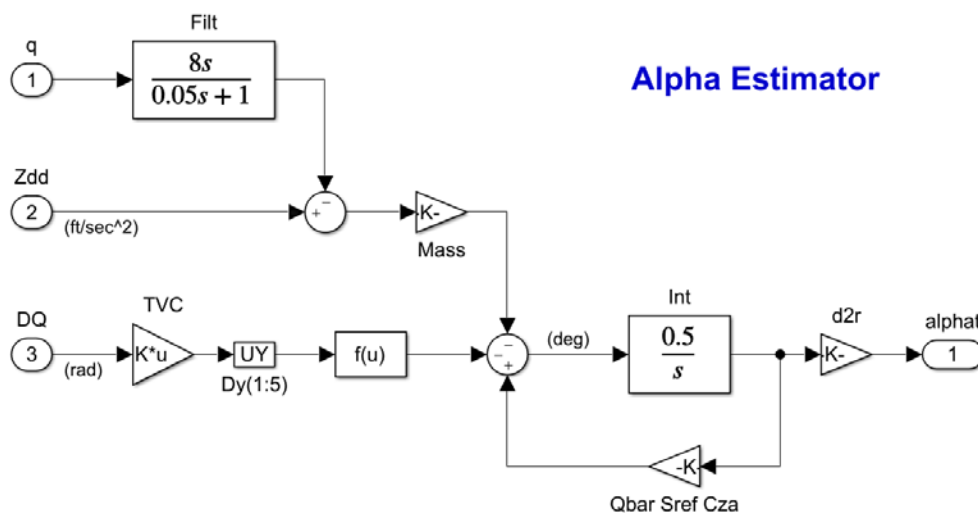 Filt
q
1
8s
0.05s + 1
Alpha Estimator
Zdd
2
(ft/sec^2)
+
−
K-
Mass
DQ
3
(rad)
TVC
K*u
UY
Dy(1:5)
f(u)
−
−
+
(deg)
Int
0.5
s
d2r
K-
alphat
1
-K
Qbar Sref Cza